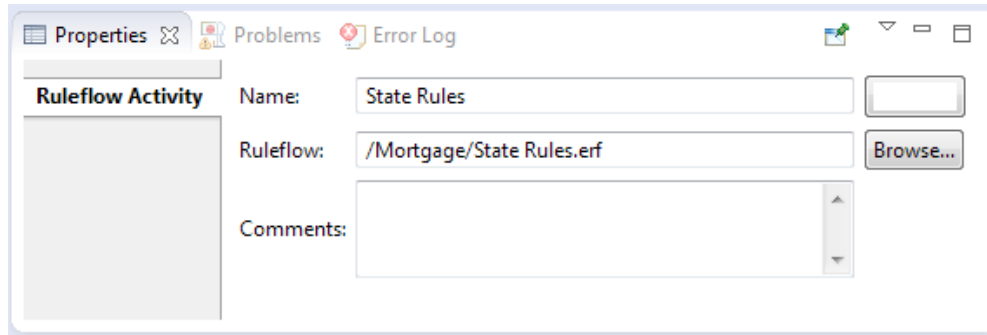 Properties Problems Error Log
Ruleflow Activity Name: State Rules
Ruleflow: /Mortgage/State Rules.erf Browse...
Comments: